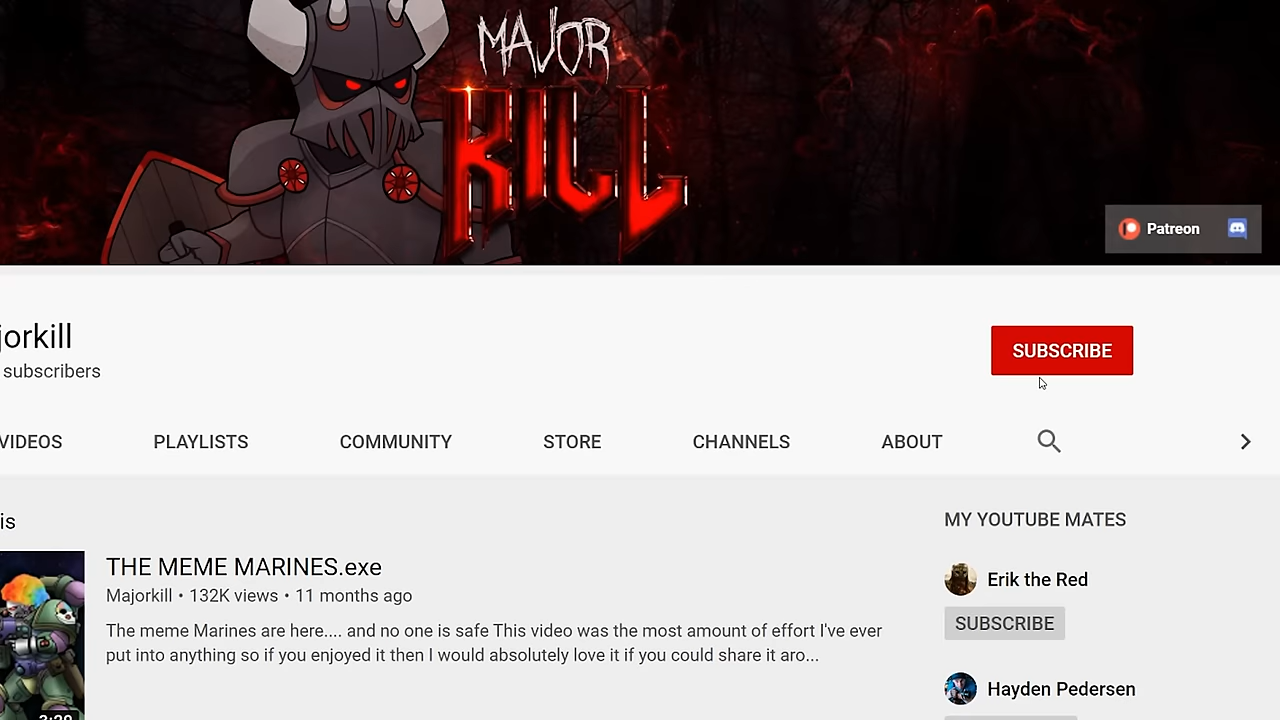 MAJOR
KILL
Patreon
jorkill
subscribers
SUBSCRIBE
VIDEOS PLAYLISTS COMMUNITY STORE CHANNELS ABOUT
is
MY YOUTUBE MATES
THE MEME MARINES.exe
Majorkill • 132K views • 11 months ago
The meme Marines are here.... and no one is safe This video was the most amount of effort I've ever
put into anything so if you enjoyed it then I would absolutely love it if you could share it aro...
Erik the Red
SUBSCRIBE
Hayden Pedersen